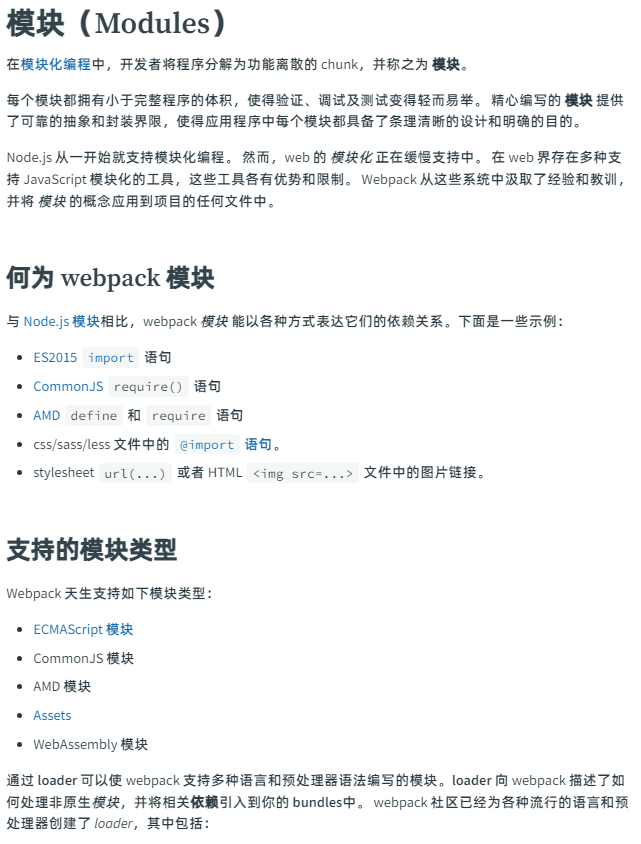 模块（Modules）
在模块化编程中，开发者将程序分解为功能离散的 chunk，并称之为 模块。
每个模块都拥有小于完整程序的体积，使得验证、调试及测试变得轻而易举。 精心编写的 模块 提供
了可靠的抽象和封装界限，使得应用程序中每个模块都具备了条理清晰的设计和明确的目的。
Node.js 从一开始就支持模块化编程。 然而，web 的 模块化 正在缓慢支持中。 在 web 界存在多种支
持 JavaScript 模块化的工具，这些工具各有优势和限制。 Webpack 从这些系统中汲取了经验和教训，
并将 模块 的概念应用到项目的任何文件中。
何为 webpack 模块
与 Node.js 模块相比，webpack 模块 能以各种方式表达它们的依赖关系。下面是一些示例：
• ES2015 import 语句
• CommonJS require() 语句
• AMD define 和 require 语句
• css/sass/less 文件中的 @import 语句。
• stylesheet url(...) 或者 HTML <img src=...> 文件中的图片链接。
支持的模块类型
Webpack 天生支持如下模块类型：
• ECMAScript 模块
• CommonJS 模块
• AMD 模块
• Assets
• WebAssembly 模块
通过 loader 可以使 webpack 支持多种语言和预处理器语法编写的模块。loader 向 webpack 描述了如
何处理非原生模块，并将相关依赖引入到你的 bundles中。 webpack 社区已经为各种流行的语言和预
处理器创建了 loader，其中包括：